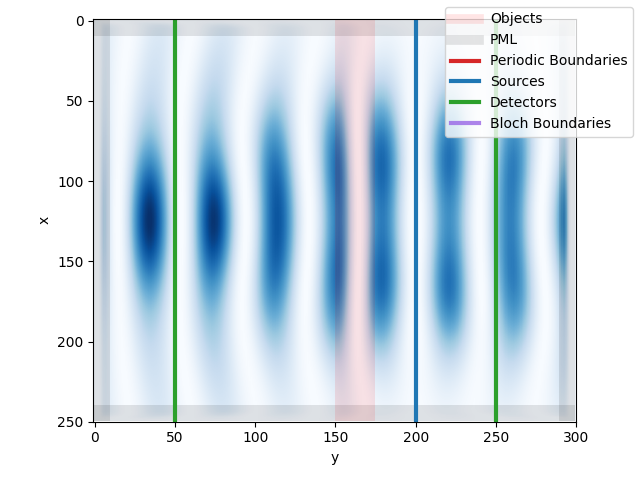 Objects
PML
Periodic Boundaries
Sources
Detectors
Bloch Boundaries
0
50
100
150
200
250
x
0
50
100
150
200
250
300
y